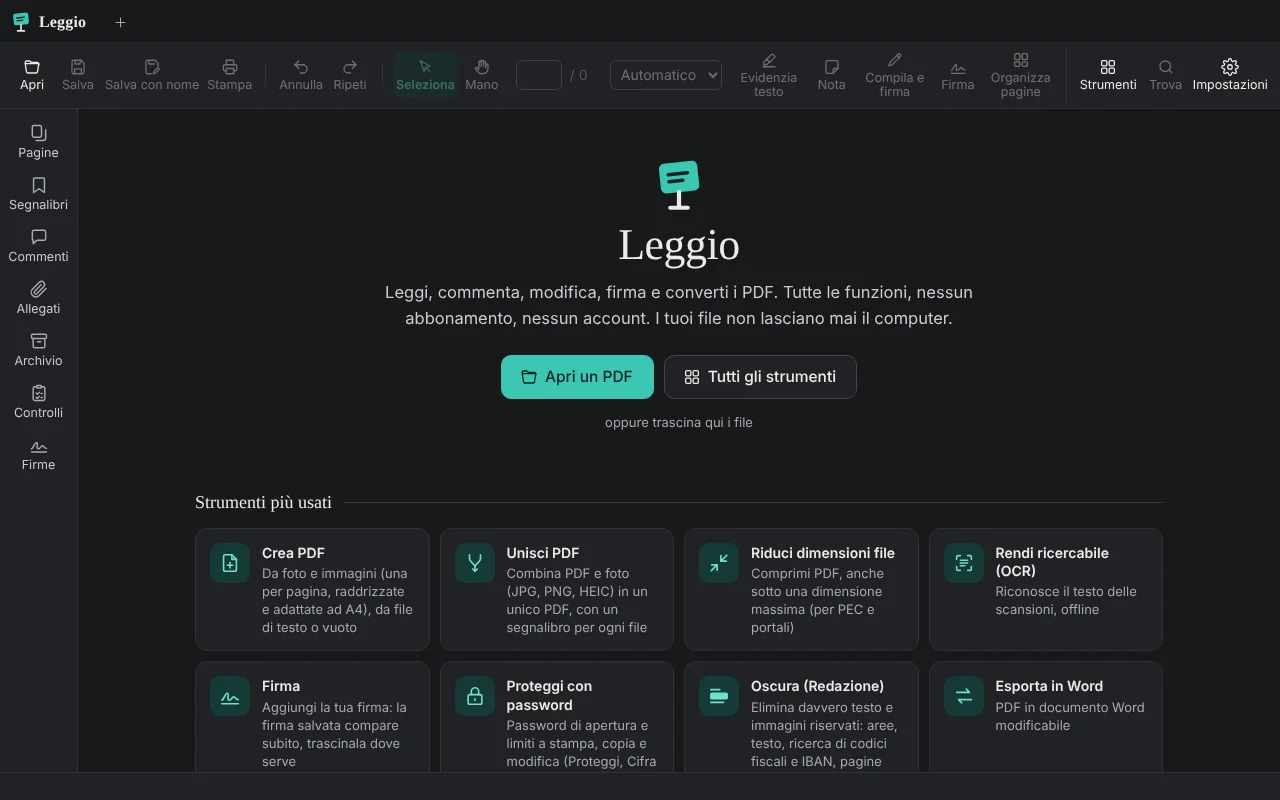 Leggio
Apri Salva Salva con nome Stampa Annulla Ripeti Seleziona Mano / 0 Automatico Evidenzia testo Nota Compila e firma Firma Organizza pagine Strumenti Trova Impostazioni
Pagine
Segnalibri
Commenti
Allegati
Archivio
Controlli
Firme
Leggio
Leggi, commenta, modifica, firma e converti i PDF. Tutte le funzioni, nessun
abbonamento, nessun account. I tuoi file non lasciano mai il computer.
Apri un PDF Tutti gli strumenti
oppure trascina qui i file
Strumenti più usati
Crea PDF
Da foto e immagini (una
per pagina, raddrizzate
e adattate ad A4), da file
di testo o vuoto
Unisci PDF
Combina PDF e foto
(JPG, PNG, HEIC) in un
unico PDF, con un
segnalibro per ogni file
Riduci dimensioni file
Comprimi PDF, anche
sotto una dimensione
massima (per PEC e
portali)
Rendi ricercabile
(OCR)
Riconosce il testo delle
scansioni, offline
Firma
Aggiungi la tua firma: la
firma salvata compare
subito, trascinala dove
serve
Proteggi con
password
Password di apertura e
limiti a stampa, copia e
modifica (Proteggi, Cifra
Oscura (Redazione)
Elimina davvero testo e
immagini riservati: aree,
testo, ricerca di codici
fiscali e IBAN, pagine
Esporta in Word
PDF in documento Word
modificabile